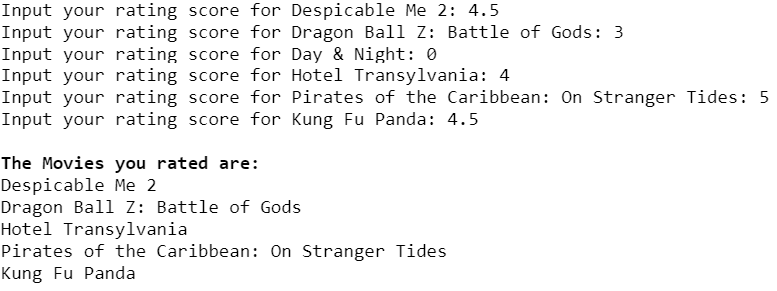 Input your rating score for Despicable Me 2: 4.5
Input your rating score for Dragon Ball Z: Battle of Gods: 3
Input your rating score for Day & Night: 0
Input your rating score for Hotel Transylvania: 4
Input your rating score for Pirates of the Caribbean: On Stranger Tides: 5
Input your rating score for Kung Fu Panda: 4.5
The Movies you rated are:
Despicable Me 2
Dragon Ball Z: Battle of Gods
Hotel Transylvania
Pirates of the Caribbean: On Stranger Tides
Kung Fu Panda